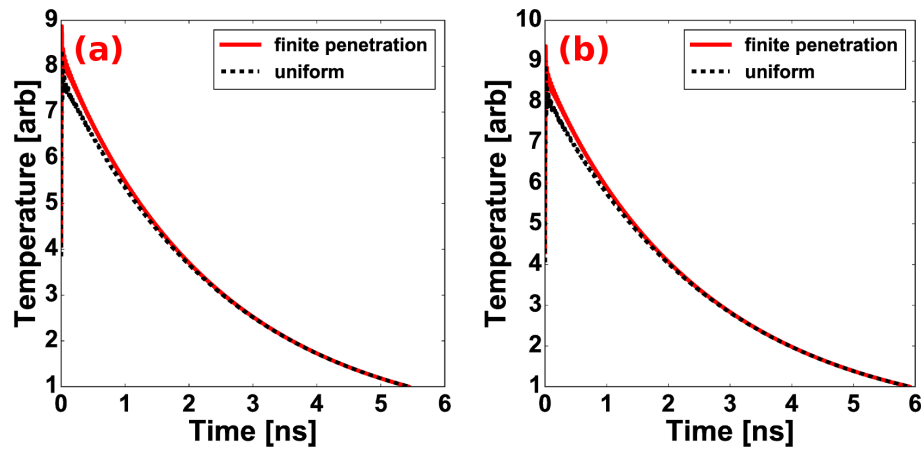 (a)
finite penetration
uniform
Temperature [arb]
9
8
7
6
5
4
3
2
1
0 1 2 3 4 5 6
Time [ns]
(b)
finite penetration
uniform
Temperature [arb]
10
9
8
7
6
5
4
3
2
1
0 1 2 3 4 5 6
Time [ns]